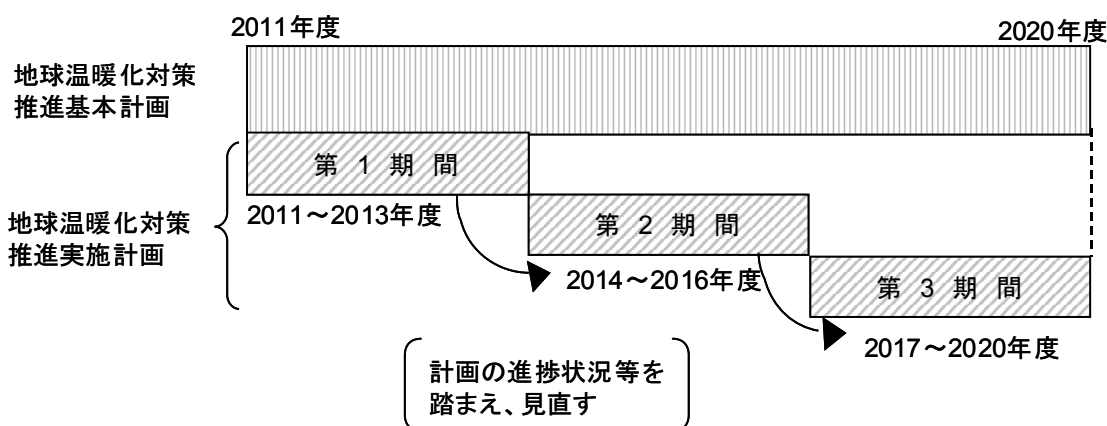 2011年度
2020年度
地球温暖化対策
推進基本計画
第１期間
2011～2013年度
地球温暖化対策
推進実施計画
第２期間
2014～2016年度
第３期間
2017～2020年度
計画の進捗状況等を
踏まえ、見直す